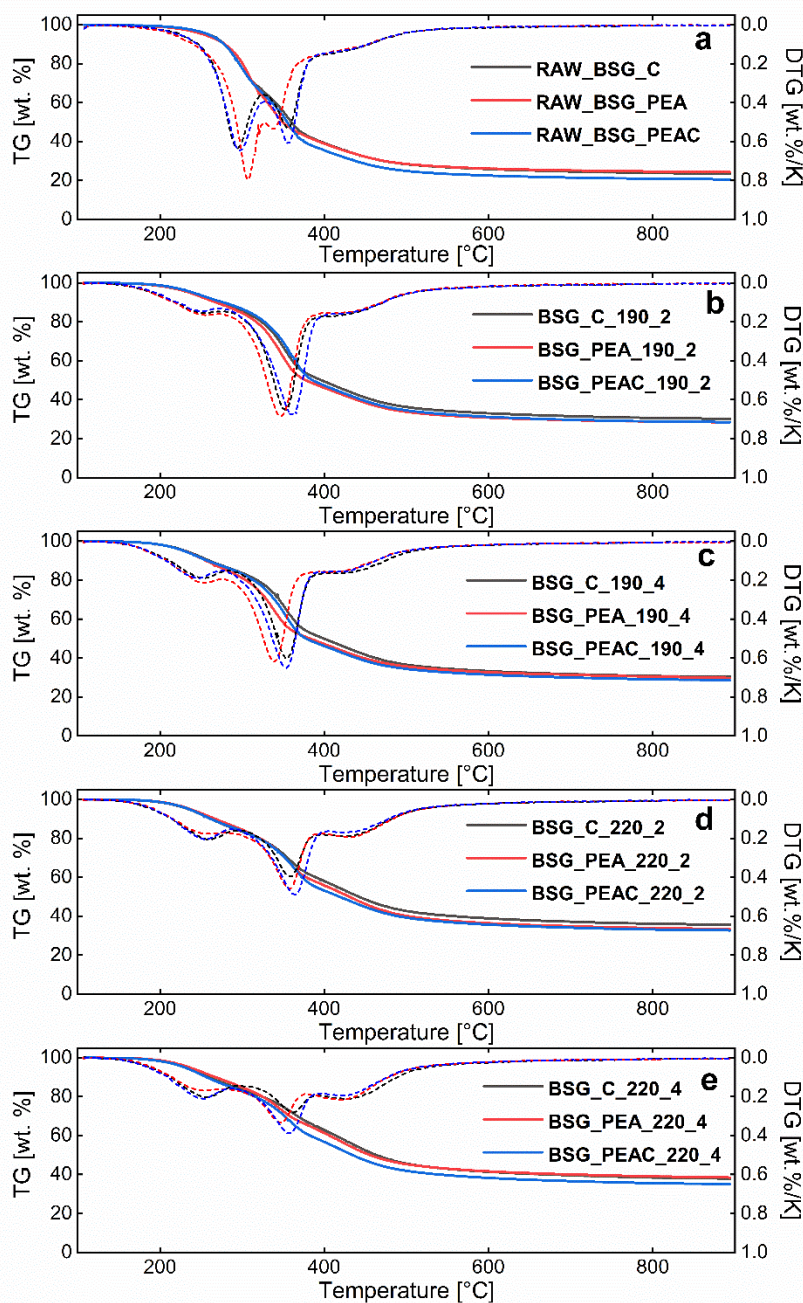 a
100
80
60
40
20
0
TG [wt. %]
0.0
0.2
0.4
0.6
0.8
1.0
DTG [wt.%/K]
RAW_BSG_C
RAW_BSG_PEA
RAW_BSG_PEAC
200 400 600 800
Temperature [°C]
b
100
80
60
40
20
0
TG [wt. %]
0.0
0.2
0.4
0.6
0.8
1.0
DTG [wt.%/K]
BSG_C_190_2
BSG_PEA_190_2
BSG_PEAC_190_2
200 400 600 800
Temperature [°C]
c
100
80
60
40
20
0
TG [wt. %]
0.0
0.2
0.4
0.6
0.8
1.0
DTG [wt.%/K]
BSG_C_190_4
BSG_PEA_190_4
BSG_PEAC_190_4
200 400 600 800
Temperature [°C]
d
100
80
60
40
20
0
TG [wt. %]
0.0
0.2
0.4
0.6
0.8
1.0
DTG [wt.%/K]
BSG_C_220_2
BSG_PEA_220_2
BSG_PEAC_220_2
200 400 600 800
Temperature [°C]
e
100
80
60
40
20
0
TG [wt. %]
0.0
0.2
0.4
0.6
0.8
1.0
DTG [wt.%/K]
BSG_C_220_4
BSG_PEA_220_4
BSG_PEAC_220_4
200 400 600 800
Temperature [°C]